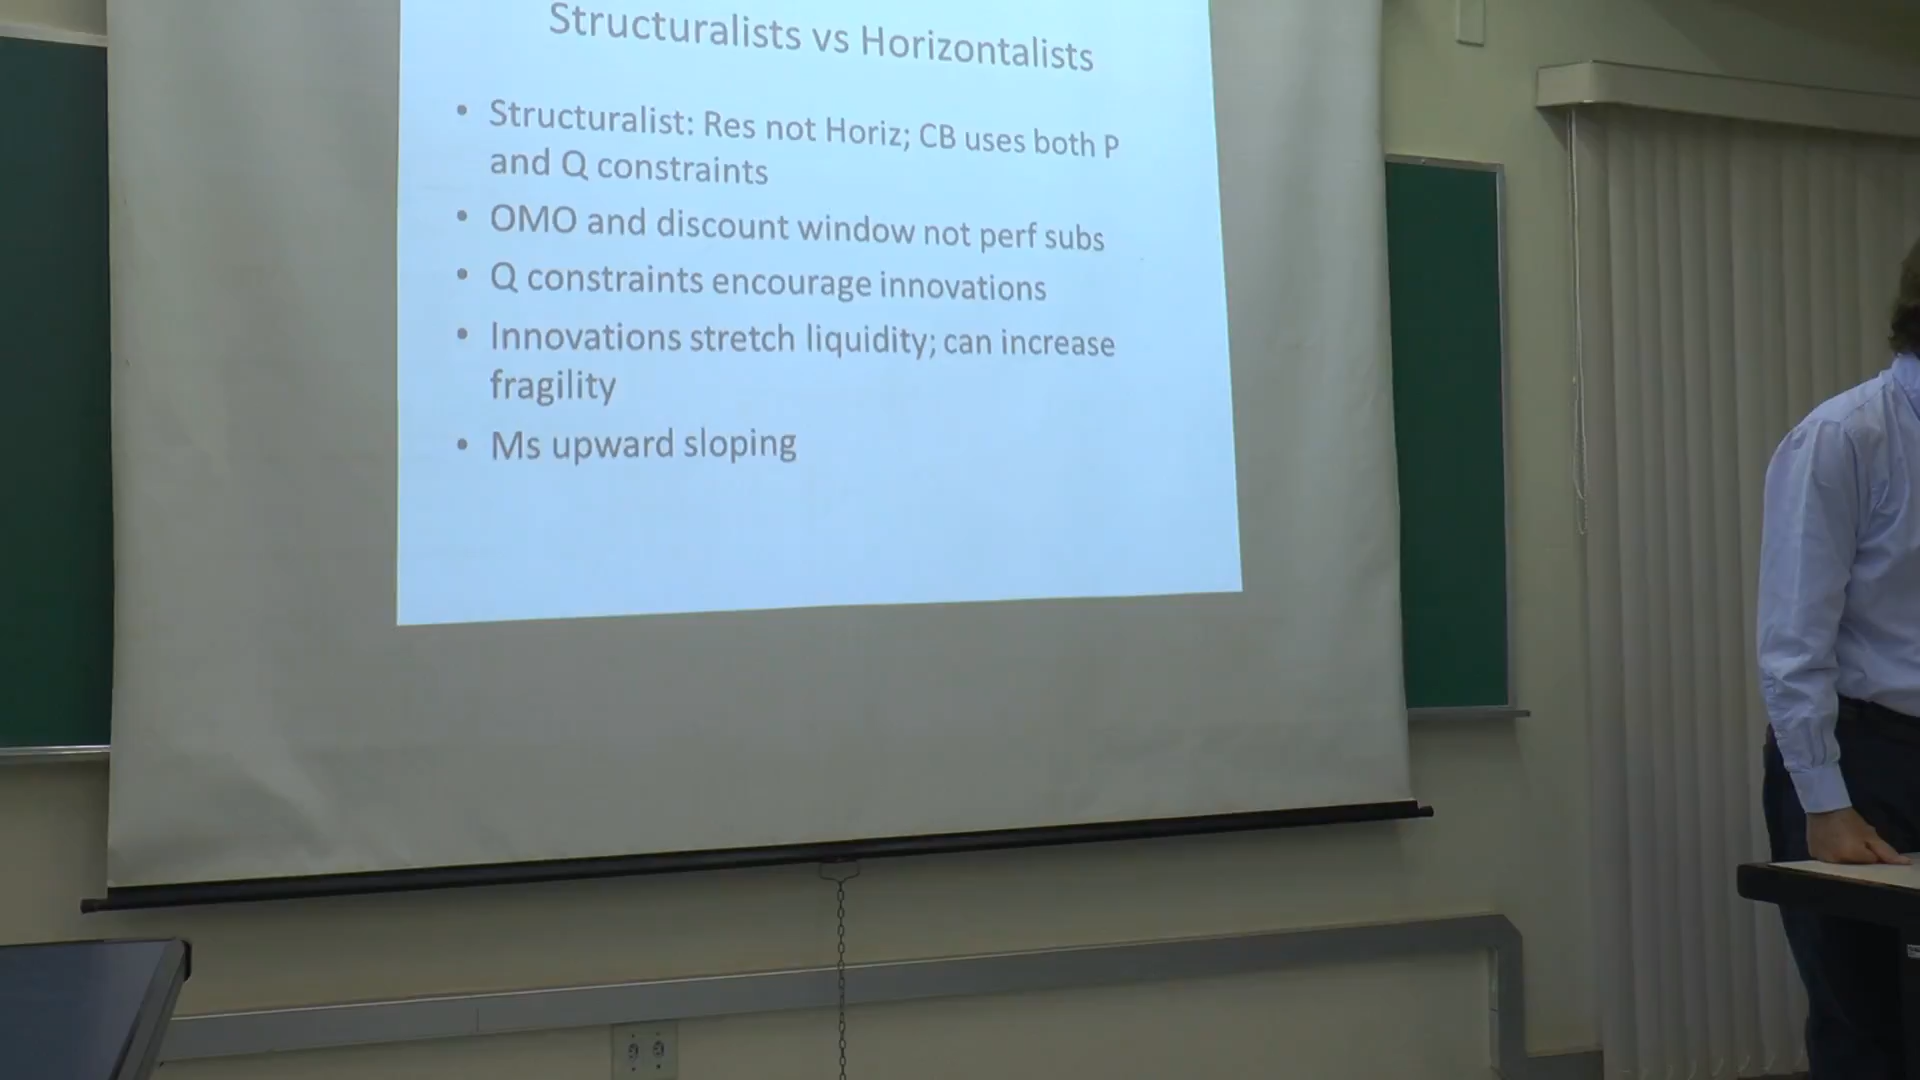 Structuralists vs Horizontalists
• Structuralist: Res not Horiz; CB uses both P
and Q constraints
• OMO and discount window not perf subs
• Q constraints encourage innovations
• Innovations stretch liquidity; can increase
fragility
• Ms upward sloping